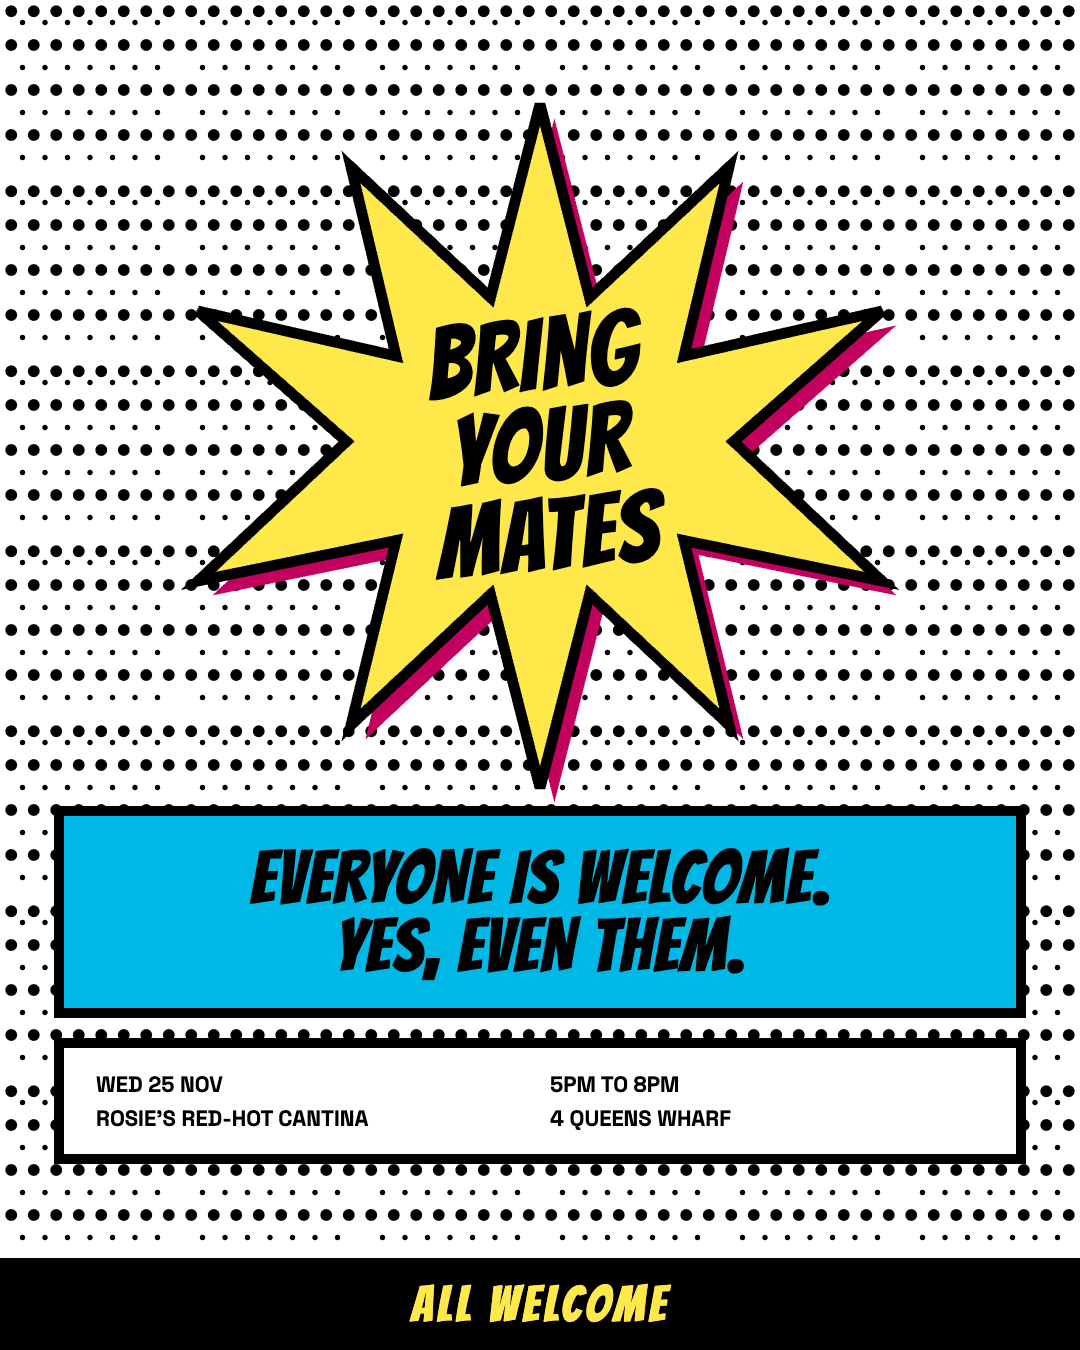 BRING
YOUR
MATES
EVERYONE IS WELCOME.
YES, EVEN THEM.
WED 25 NOV
5PM TO 8PM
ROSIE’S RED-HOT CANTINA
4 QUEENS WHARF
ALL WELCOME